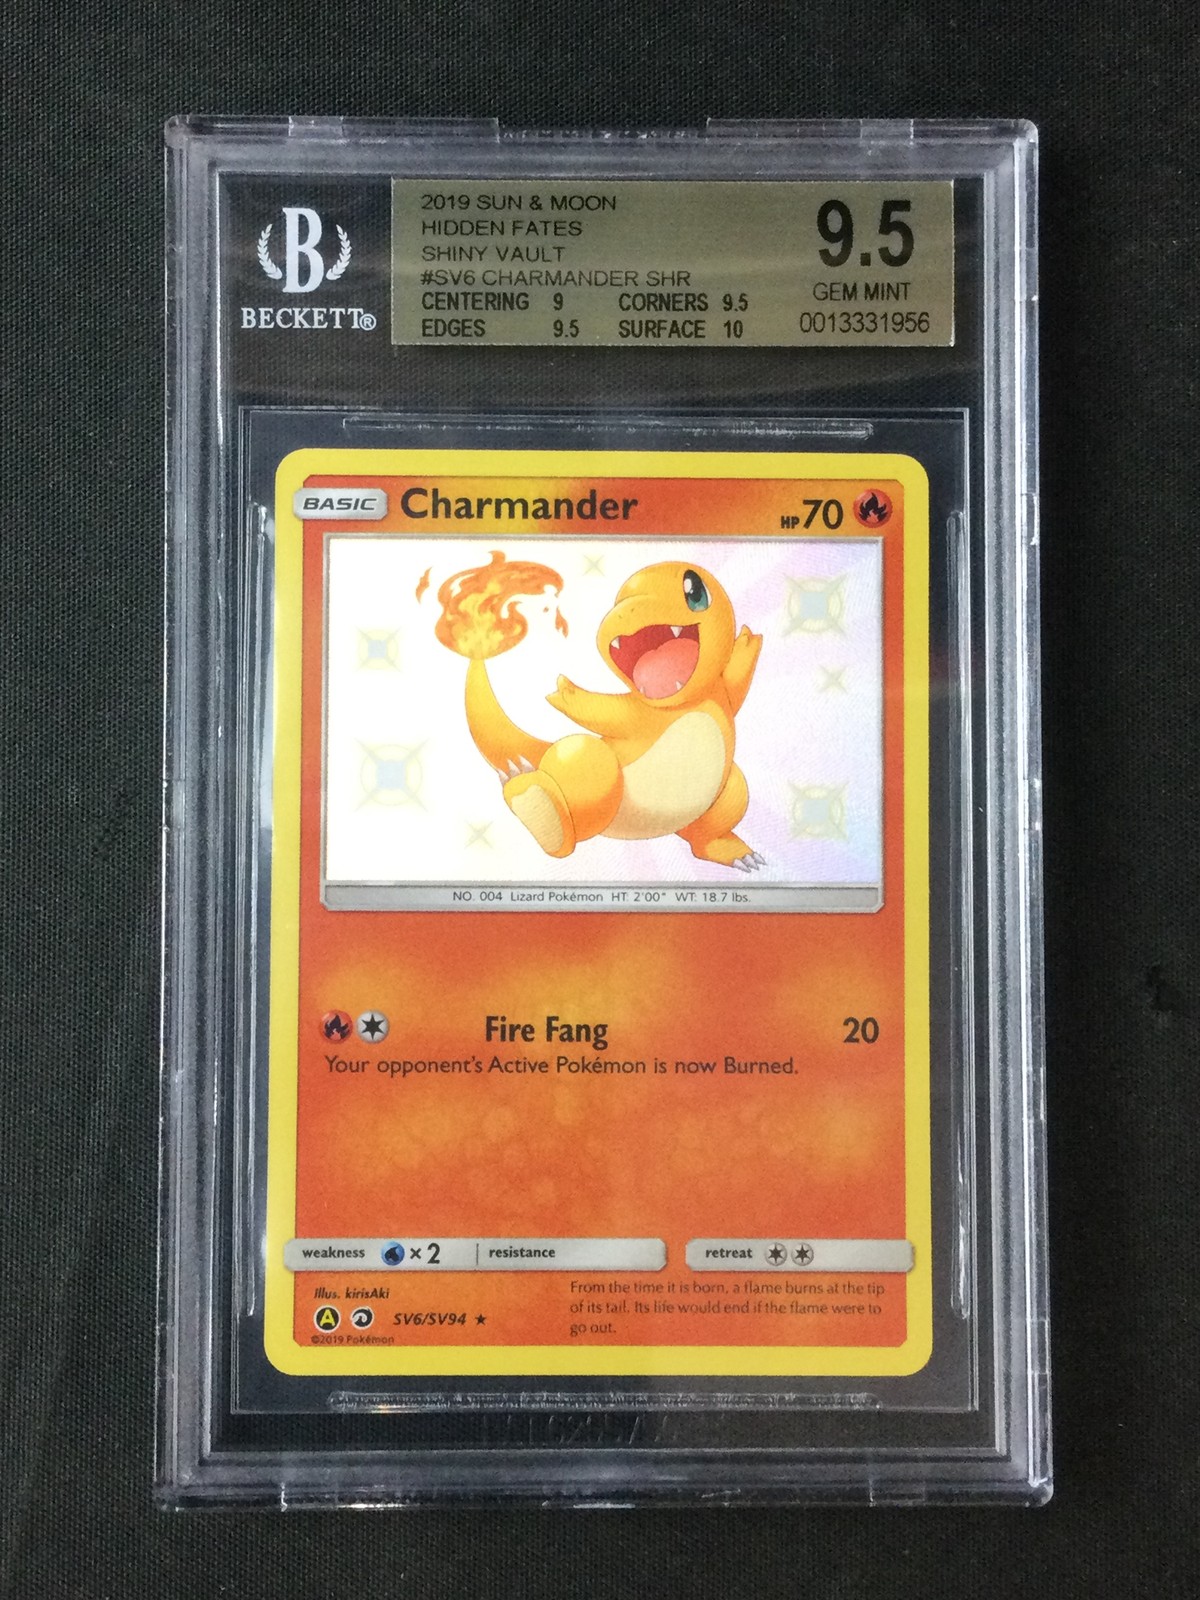 B
BECKETT®
2019 SUN & MOON
HIDDEN FATES
SHINY VAULT
#SV6 CHARMANDER SHR
CENTERING 9 CORNERS 9.5
EDGES 9.5 SURFACE 10
9.5
GEM MINT
0013331956
BASIC Charmander HP70
NO. 004 Lizard Pokémon HT: 2'00" WT: 18.7 lbs.
Fire Fang 20
Your opponent's Active Pokémon is now Burned.
weakness ×2 resistance retreat
Illus. kirisAki
A SV6/SV94 ★
©2019 Pokémon
From the time it is born, a flame burns at the tip
of its tail. Its life would end if the flame were to
go out.